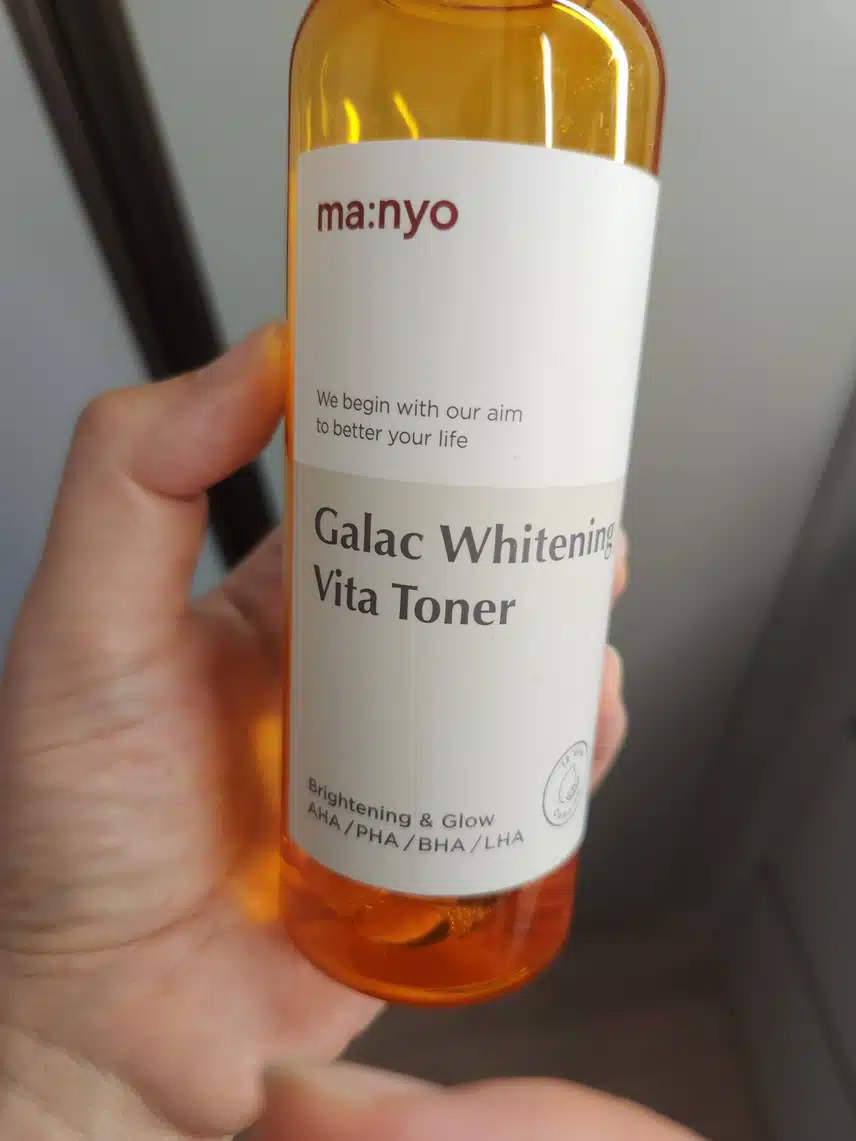 ma:nyo
We begin with our aim
to better your life
Galac Whitening
Vita Toner
Brightening & Glow
AHA / PHA / BHA / LHA